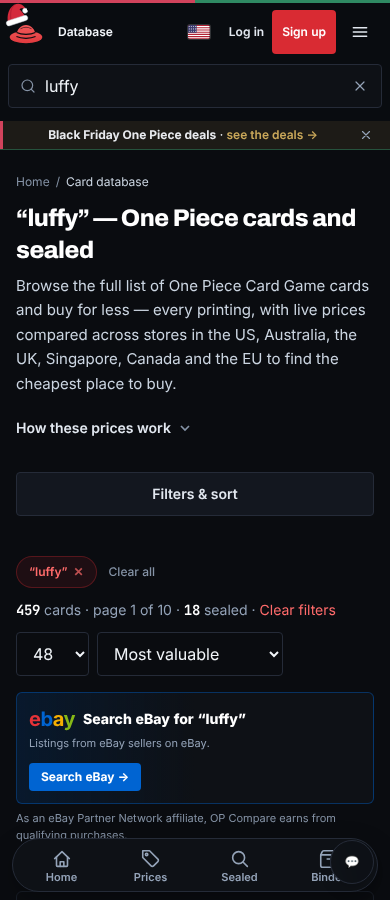 Database
Log in
Sign up
luffy
Black Friday One Piece deals · see the deals →
Home / Card database
“luffy” — One Piece cards and
sealed
Browse the full list of One Piece Card Game cards
and buy for less — every printing, with live prices
compared across stores in the US, Australia, the
UK, Singapore, Canada and the EU to find the
cheapest place to buy.
How these prices work
Filters & sort
“luffy” ×
Clear all
459 cards · page 1 of 10 · 18 sealed · Clear filters
48
Most valuable
ebay Search eBay for “luffy”
Listings from eBay sellers on eBay.
Search eBay →
As an eBay Partner Network affiliate, OP Compare earns from
qualifying purchases.
Home
Prices
Sealed